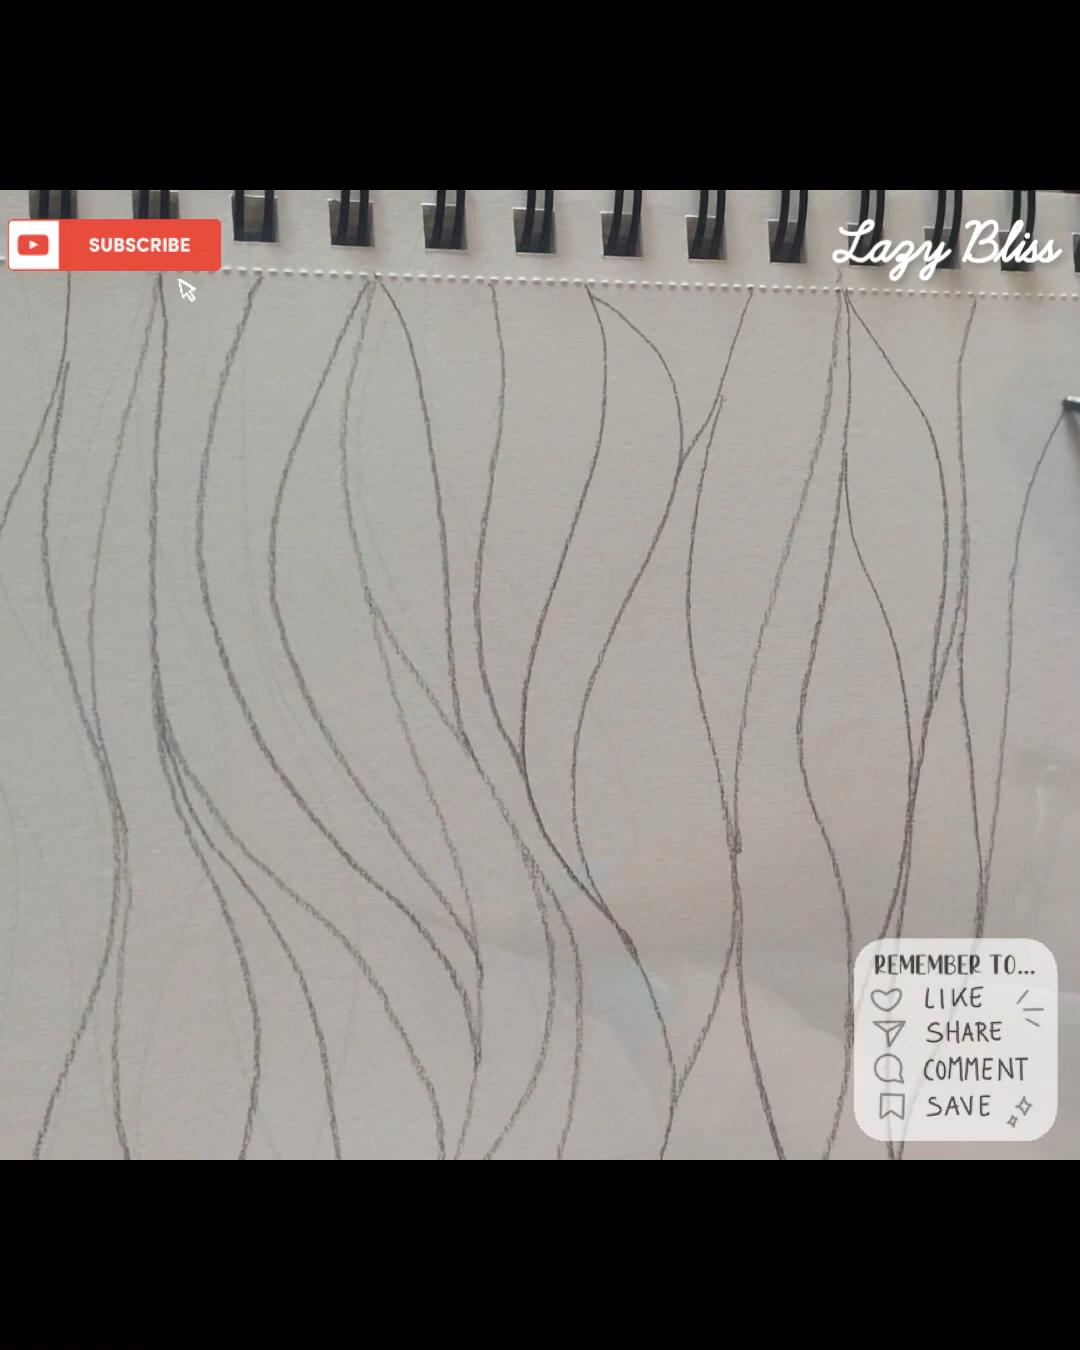 SUBSCRIBE
Lazy Bliss
REMEMBER TO...
LIKE
SHARE
COMMENT
SAVE